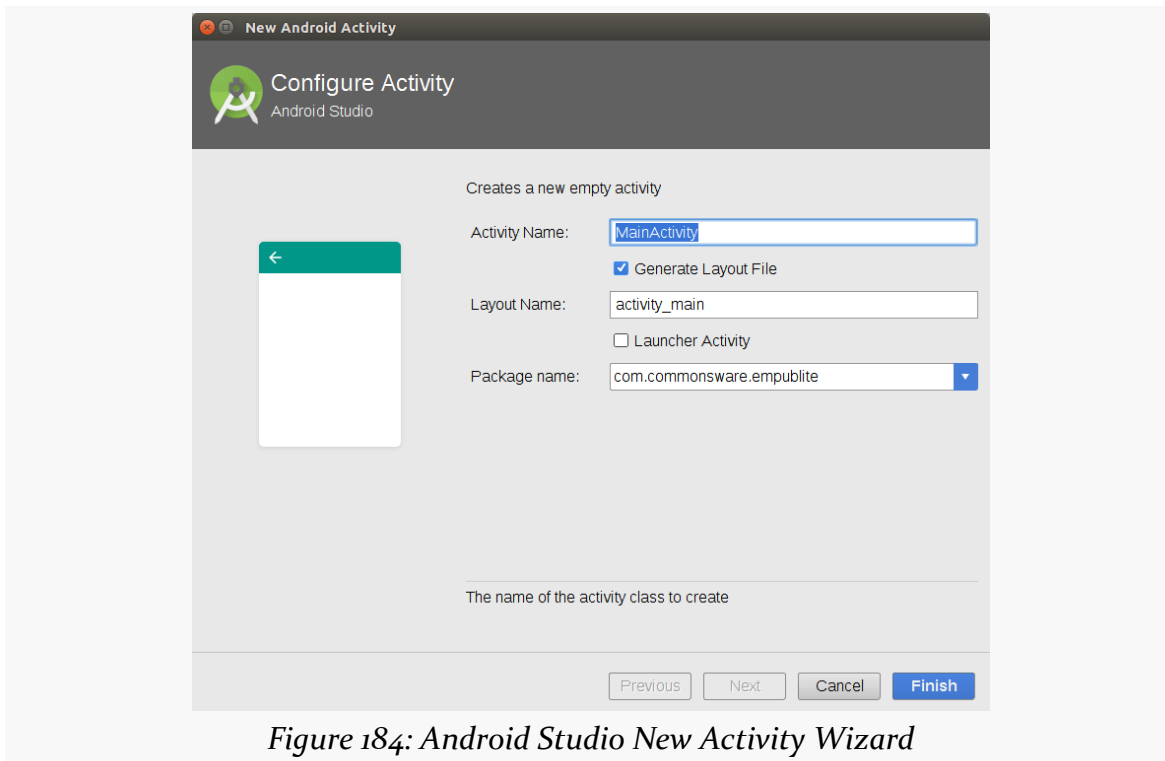 New Android Activity
Configure Activity
Android Studio
Creates a new empty activity
Activity Name: MainActivity
Generate Layout File
Layout Name: activity_main
Launcher Activity
Package name: com.commonsware.empublite
The name of the activity class to create
Previous Next Cancel Finish
Figure 184: Android Studio New Activity Wizard